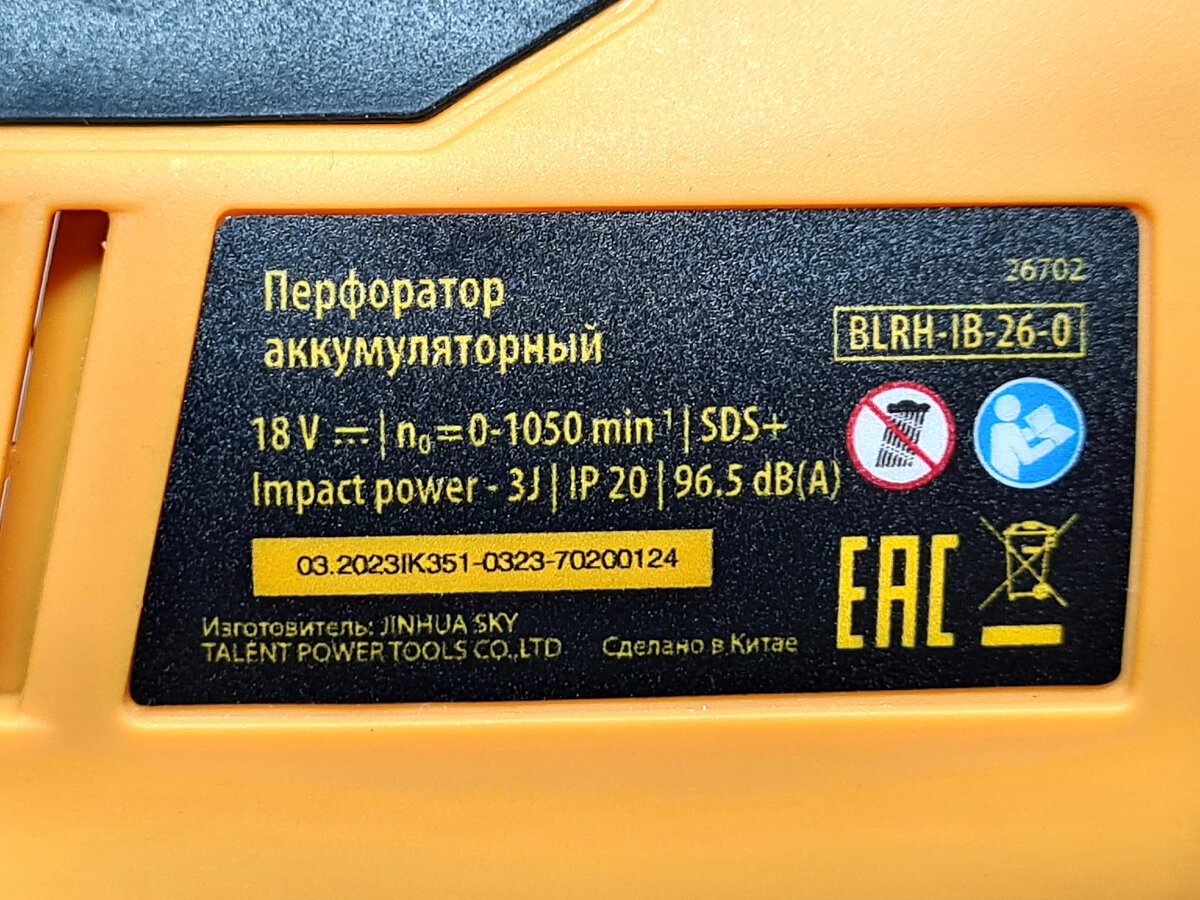 26702
Перфоратор
аккумуляторный
BLRH-IB-26-0
18 V ⎓ | n₀=0-1050 min⁻¹ | SDS+
Impact power - 3J | IP 20 | 96.5 dB(A)
03.2023IK351-0323-70200124
EAC
Изготовитель: JINHUA SKY
TALENT POWER TOOLS CO.,LTD
Сделано в Китае